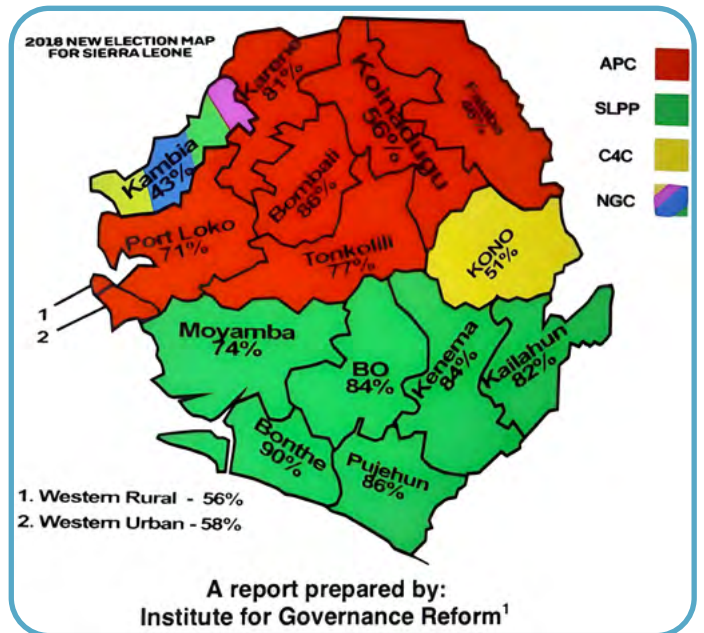 2018 NEW ELECTION MAP
FOR SIERRA LEONE
APC
SLPP
C4C
NGC
Karene
81%
Koinadugu
56%
Falaba
Kambia
43%
Bombali
86%
Port Loko
71%
Tonkolili
77%
KONO
51%
1
2
Moyamba
74%
BO
84%
Kenema
84%
Kailahun
82%
Bonthe
90%
Pujehun
86%
1. Western Rural - 56%
2. Western Urban - 58%
A report prepared by:
Institute for Governance Reform¹